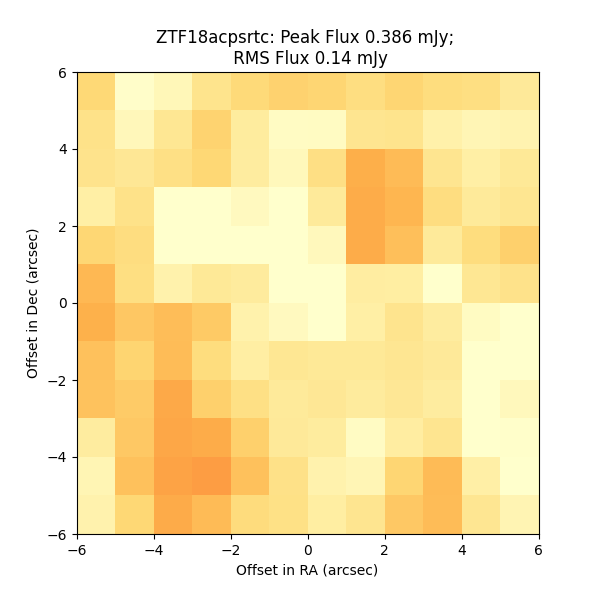 ZTF18acpsrtc: Peak Flux 0.386 mJy;
RMS Flux 0.14 mJy
6
4
2
0
−2
−4
−6
Offset in Dec (arcsec)
−6 −4 −2 0 2 4 6
Offset in RA (arcsec)